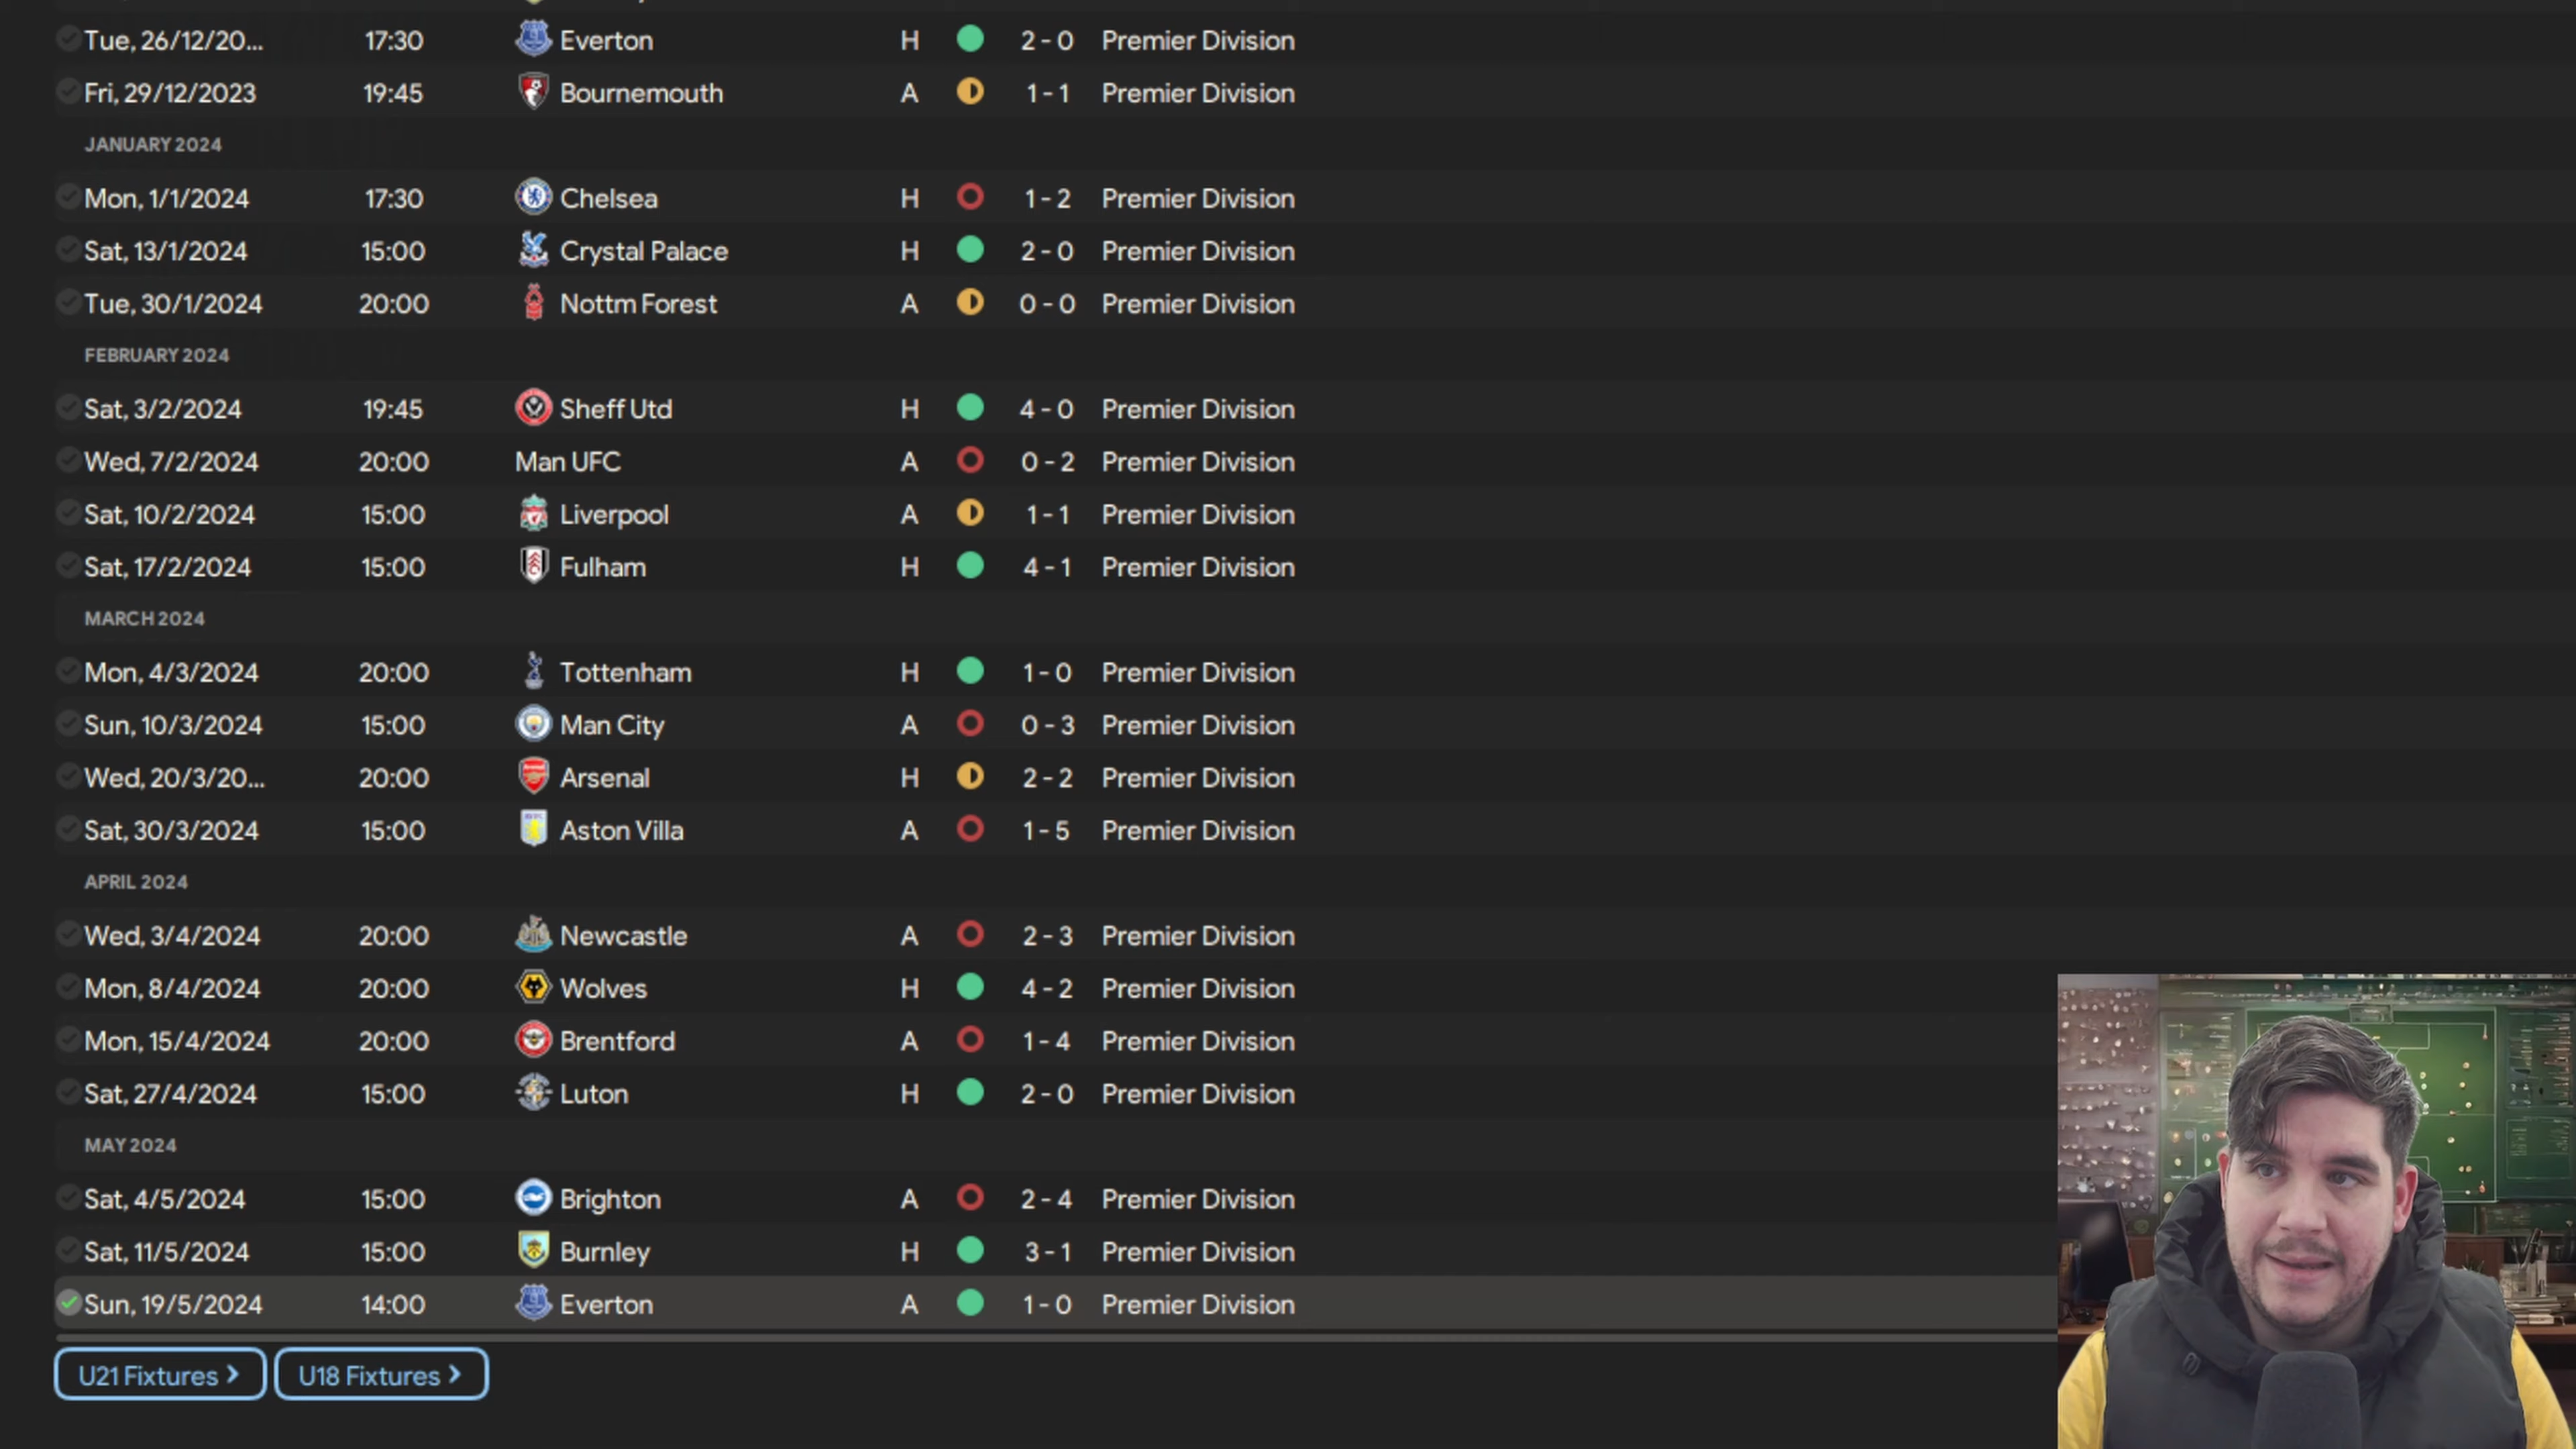 Tue, 26/12/20... 17:30 Everton H 2 - 0 Premier Division
Fri, 29/12/2023 19:45 Bournemouth A 1 - 1 Premier Division
JANUARY 2024
Mon, 1/1/2024 17:30 Chelsea H 1 - 2 Premier Division
Sat, 13/1/2024 15:00 Crystal Palace H 2 - 0 Premier Division
Tue, 30/1/2024 20:00 Nottm Forest A 0 - 0 Premier Division
FEBRUARY 2024
Sat, 3/2/2024 19:45 Sheff Utd H 4 - 0 Premier Division
Wed, 7/2/2024 20:00 Man UFC A 0 - 2 Premier Division
Sat, 10/2/2024 15:00 Liverpool A 1 - 1 Premier Division
Sat, 17/2/2024 15:00 Fulham H 4 - 1 Premier Division
MARCH 2024
Mon, 4/3/2024 20:00 Tottenham H 1 - 0 Premier Division
Sun, 10/3/2024 15:00 Man City A 0 - 3 Premier Division
Wed, 20/3/20... 20:00 Arsenal H 2 - 2 Premier Division
Sat, 30/3/2024 15:00 Aston Villa A 1 - 5 Premier Division
APRIL 2024
Wed, 3/4/2024 20:00 Newcastle A 2 - 3 Premier Division
Mon, 8/4/2024 20:00 Wolves H 4 - 2 Premier Division
Mon, 15/4/2024 20:00 Brentford A 1 - 4 Premier Division
Sat, 27/4/2024 15:00 Luton H 2 - 0 Premier Division
MAY 2024
Sat, 4/5/2024 15:00 Brighton A 2 - 4 Premier Division
Sat, 11/5/2024 15:00 Burnley H 3 - 1 Premier Division
Sun, 19/5/2024 14:00 Everton A 1 - 0 Premier Division
U21 Fixtures > U18 Fixtures >